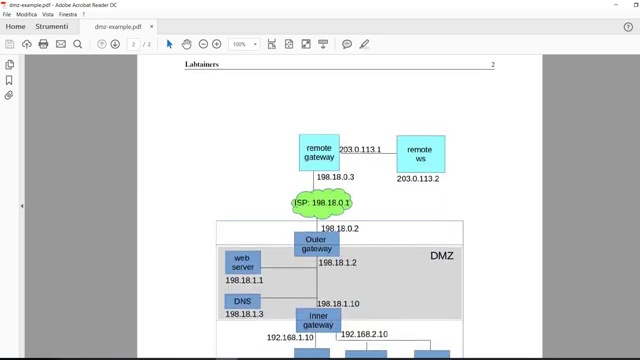 dmz-example.pdf - Adobe Acrobat Reader DC
File Modifica Vista Finestra ?
Home Strumenti dmz-example.pdf ×
2 / 2 100%
Labtainers 2
remote gateway
203.0.113.1
remote ws
198.18.0.3
203.0.113.2
ISP: 198.18.0.1
198.18.0.2
Outer gateway
DMZ
web server
198.18.1.2
198.18.1.1
DNS
198.18.1.10
198.18.1.3
Inner gateway
192.168.1.10
192.168.2.10